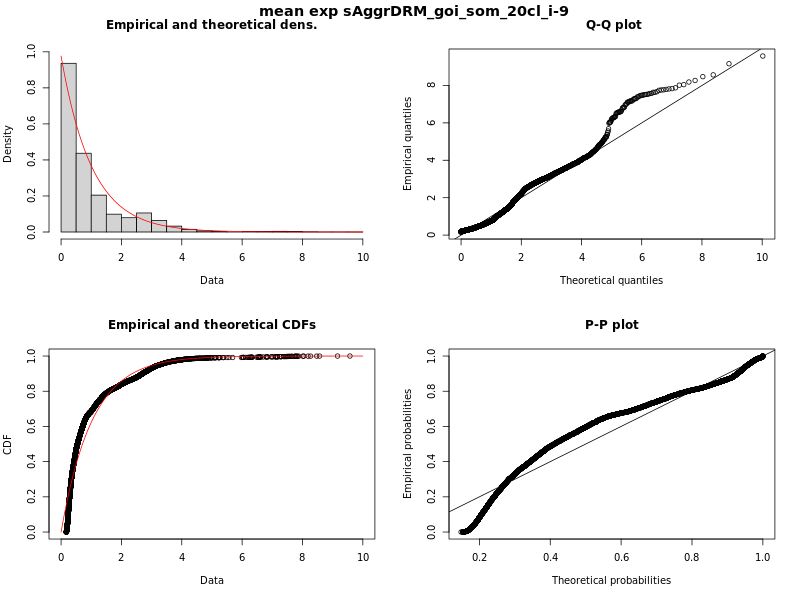 mean exp sAggrDRM_goi_som_20cl_i-9
Empirical and theoretical dens.
Density
0.0 0.2 0.4 0.6 0.8 1.0
0 2 4 6 8 10
Data
Q-Q plot
Empirical quantiles
0 2 4 6 8
0 2 4 6 8 10
Theoretical quantiles
Empirical and theoretical CDFs
CDF
0.0 0.2 0.4 0.6 0.8 1.0
0 2 4 6 8 10
Data
P-P plot
Empirical probabilities
0.0 0.2 0.4 0.6 0.8 1.0
0.2 0.4 0.6 0.8 1.0
Theoretical probabilities